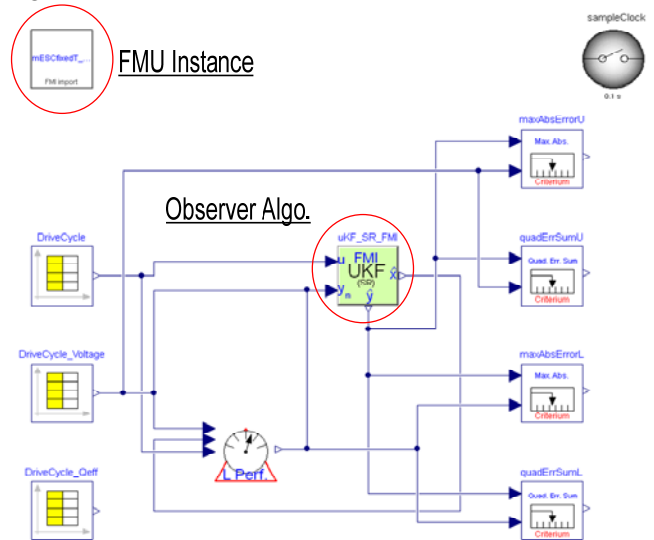 sampleClock
mESCfixedT_...
FMI import
FMU Instance
0.1 s
maxAbsErrorU
Max. Abs.
Criterium
Observer Algo.
DriveCycle
uKF_SR_FMI
u
FMI
UKF
(SR)
x̂
y_m
ŷ
quadErrSumU
Quad. Err. Sum
Criterium
DriveCycle_Voltage
maxAbsErrorL
Max. Abs.
Criterium
L Perf.
DriveCycle_Qeff
quadErrSumL
Quad. Err. Sum
Criterium